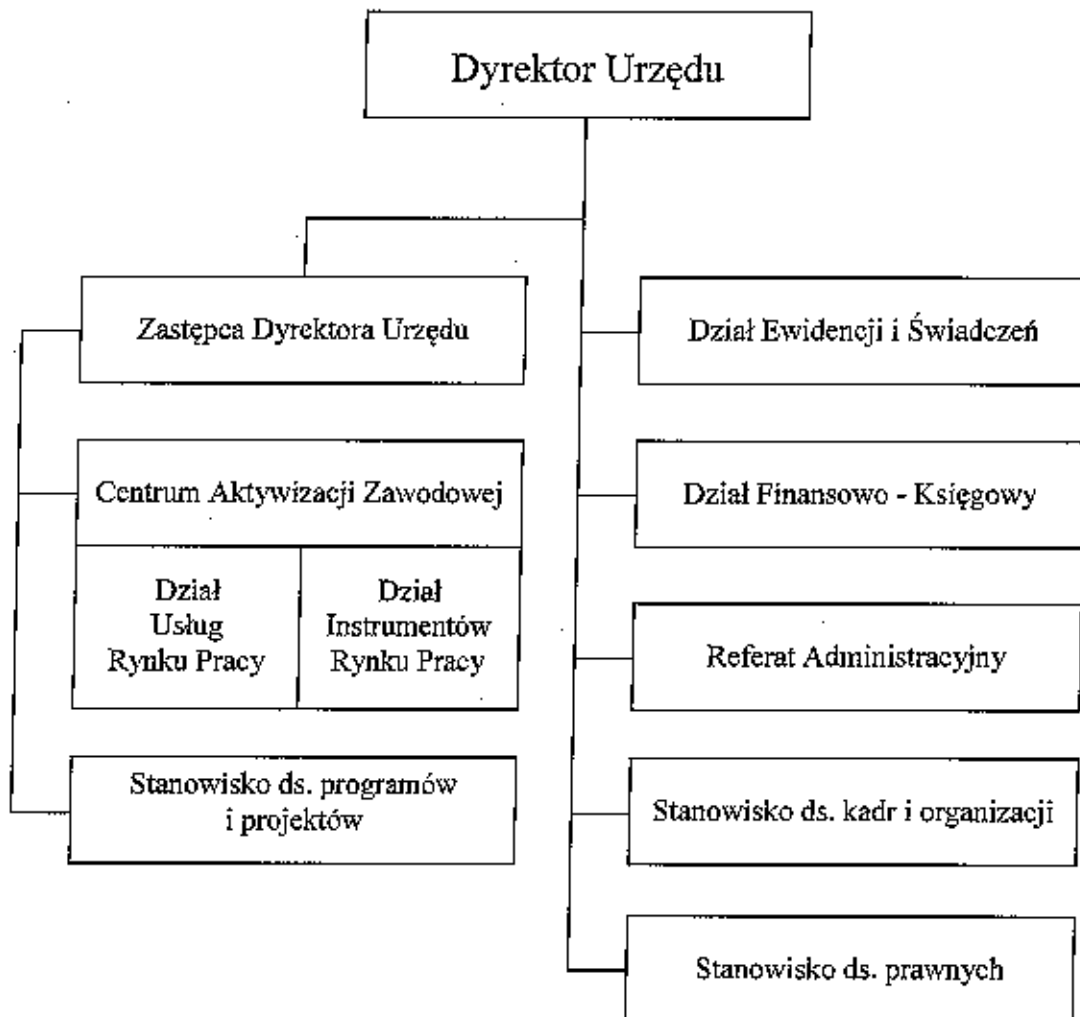 Dyrektor Urzędu
Zastępca Dyrektora Urzędu
Centrum Aktywizacji Zawodowej
Dział
Usług
Rynku Pracy
Dział
Instrumentów
Rynku Pracy
Stanowisko ds. programów
i projektów
Dział Ewidencji i Świadczeń
Dział Finansowo - Księgowy
Referat Administracyjny
Stanowisko ds. kadr i organizacji
Stanowisko ds. prawnych